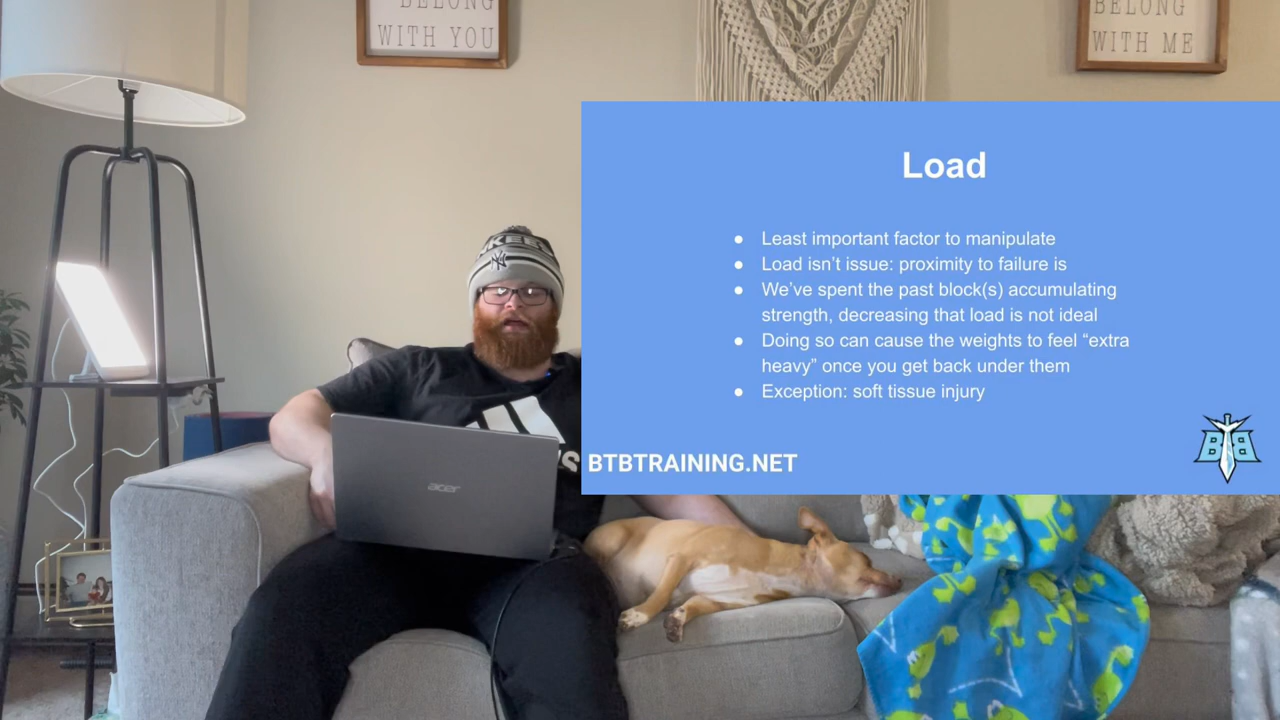 BELONG
WITH YOU
BELONG
WITH ME
Load
● Least important factor to manipulate
● Load isn’t issue: proximity to failure is
● We’ve spent the past block(s) accumulating
strength, decreasing that load is not ideal
● Doing so can cause the weights to feel “extra
heavy” once you get back under them
● Exception: soft tissue injury
BTBTRAINING.NET
BTB
NY
acer